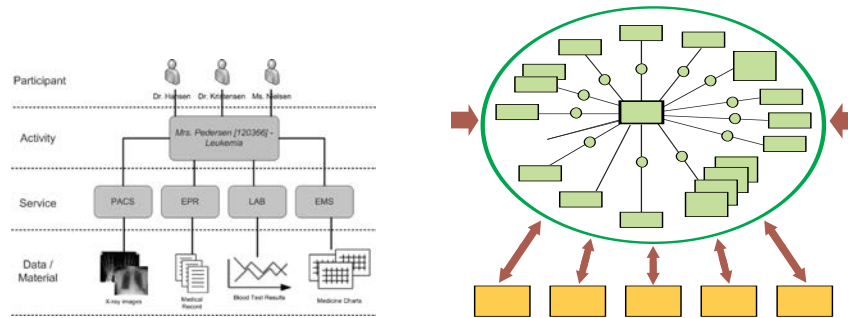 Participant
Dr. Hansen
Dr. Kristensen
Ms. Nielsen
Activity
Mrs. Pedersen [120366] -
Leukemia
Service
PACS
EPR
LAB
EMS
Data /
Material
X-ray images
Medical
Record
Blood Test Results
Medicine Charts